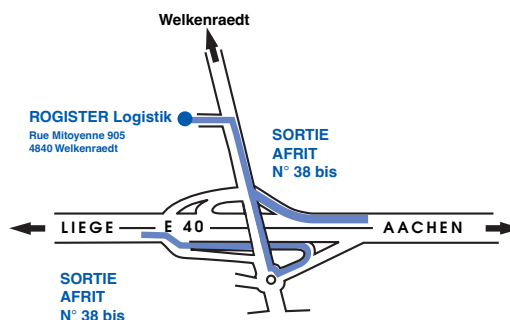 Welkenraedt
ROGISTER Logistik
Rue Mitoyenne 905
4840 Welkenraedt
SORTIE
AFRIT
N° 38 bis
LIEGE
E 40
AACHEN
SORTIE
AFRIT
N° 38 bis